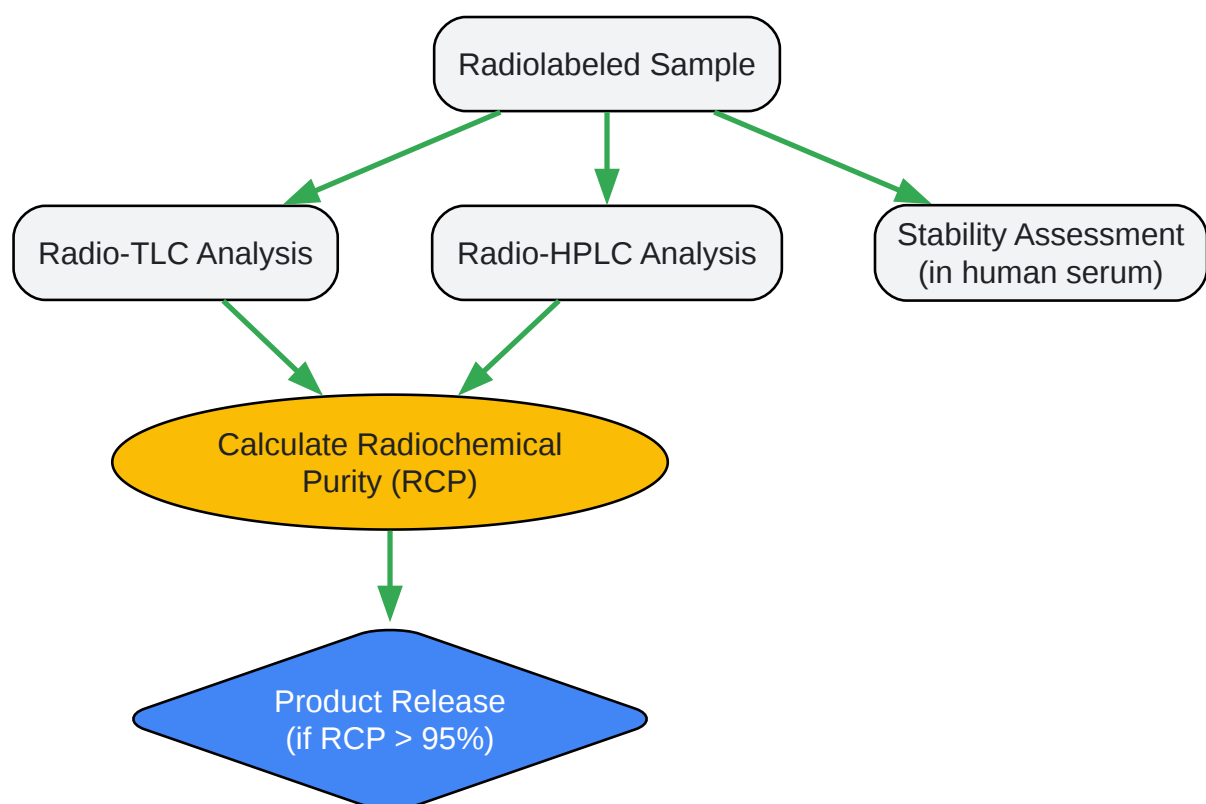 Radiolabeled Sample
Radio-TLC Analysis
Radio-HPLC Analysis
Stability Assessment
(in human serum)
Calculate Radiochemical
Purity (RCP)
Product Release
(if RCP > 95%)